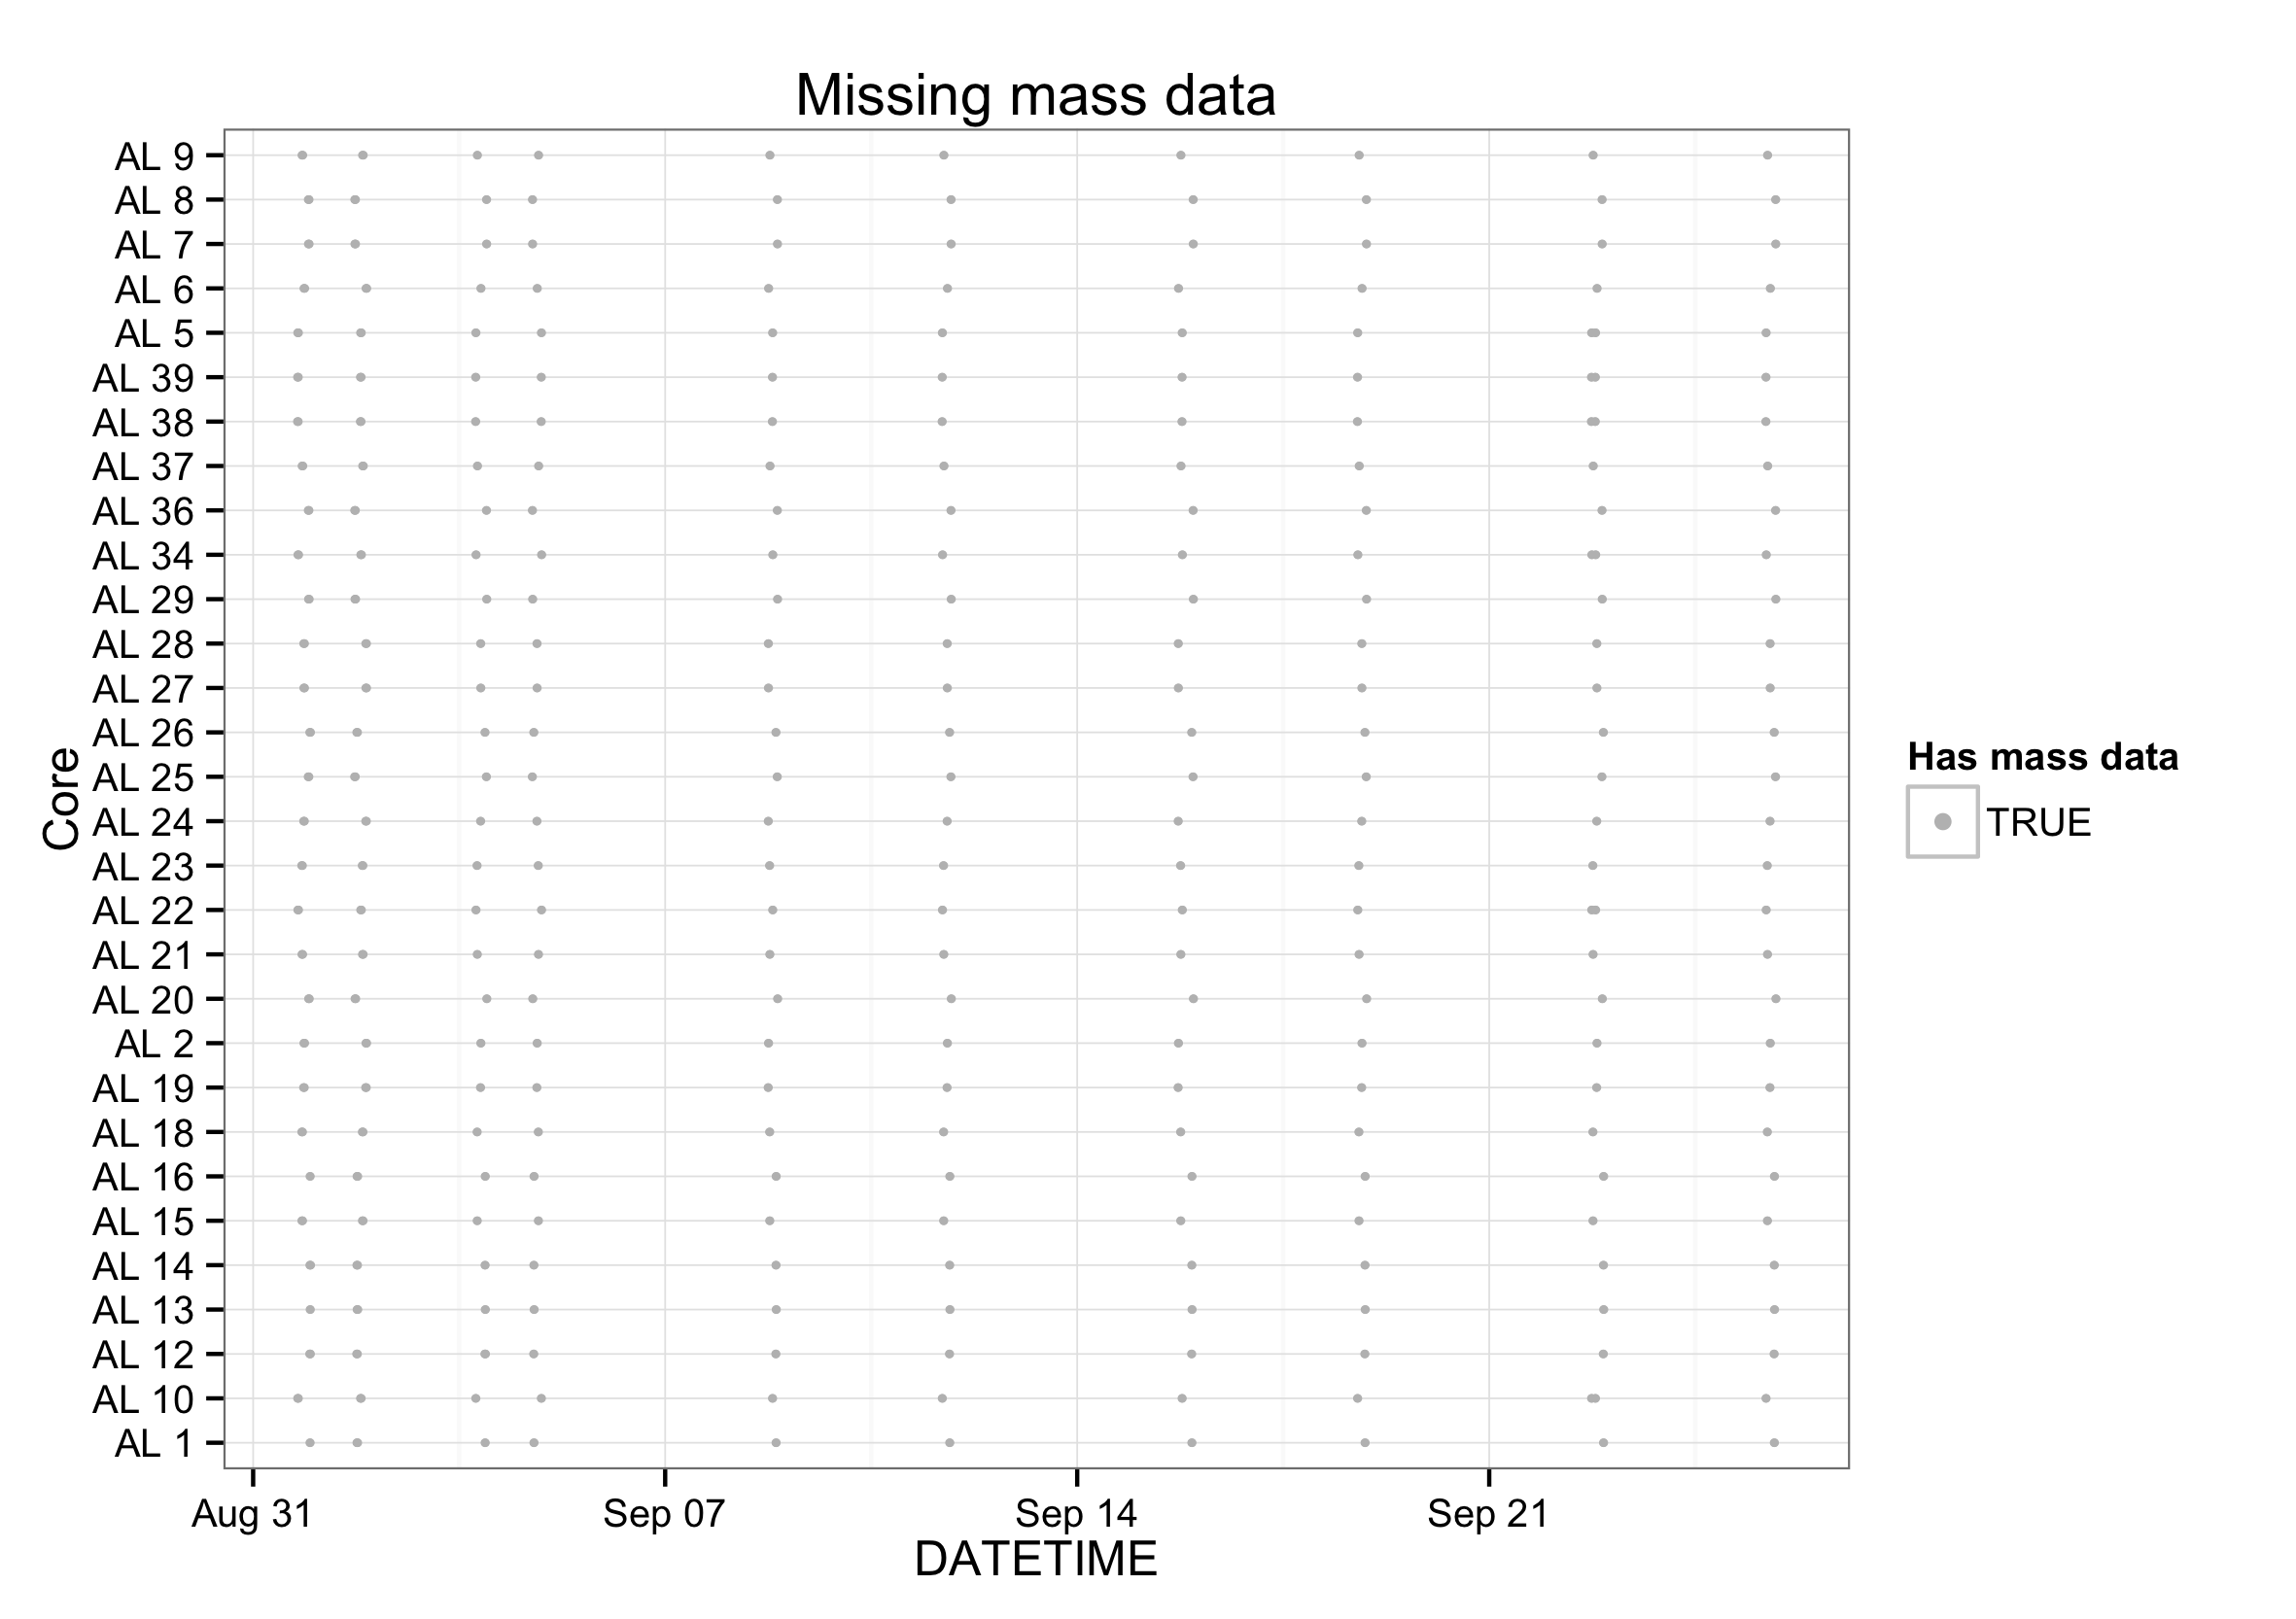 Missing mass data
AL 9
AL 8
AL 7
AL 6
AL 5
AL 39
AL 38
AL 37
AL 36
AL 34
AL 29
AL 28
AL 27
AL 26
AL 25
AL 24
AL 23
AL 22
AL 21
AL 20
AL 2
AL 19
AL 18
AL 16
AL 15
AL 14
AL 13
AL 12
AL 10
AL 1
Core
Aug 31 Sep 07 Sep 14 Sep 21
DATETIME
Has mass data
TRUE